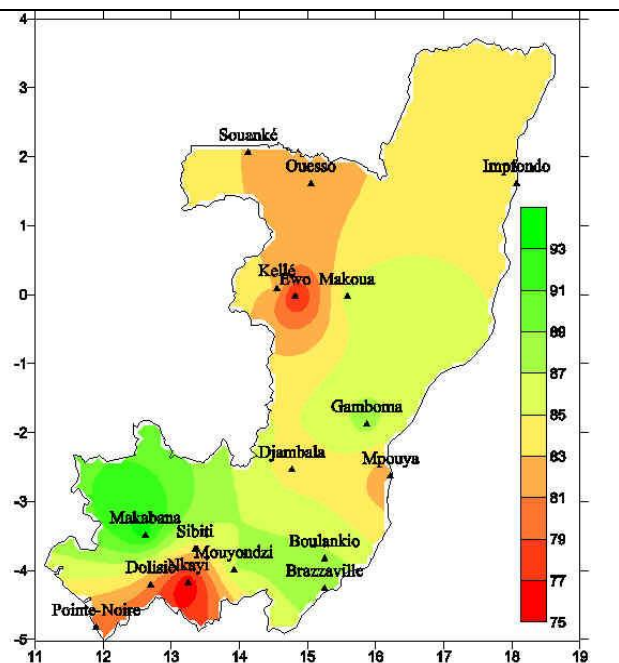 4
3
Souanké
2
Ouesso
Impfondo
1
93
Kellé
91
Ewo Makoua
0
89
-1
87
Gamboma
85
-2
Djambala
Mpouya
83
-3
81
Makabana
Sibiti
Boulankio
79
Mouyondzi
-4
Dolisie
Nkayi
Brazzaville
77
Pointe-Noire
75
-5
11 12 13 14 15 16 17 18 19